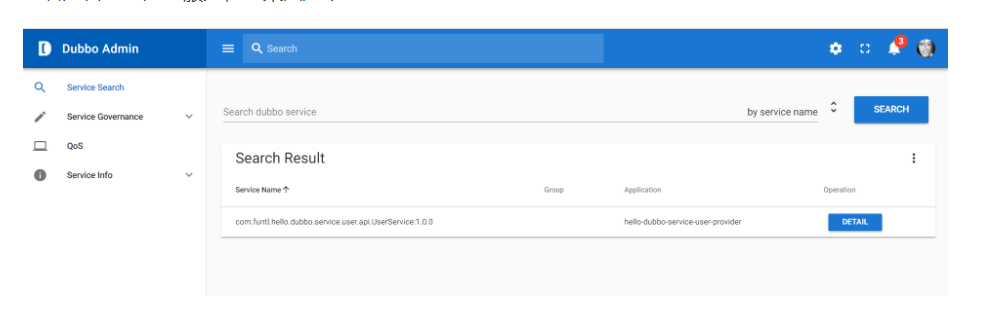 Dubbo Admin
Search
3
Service Search
Service Governance
QoS
Service Info
Search dubbo service
by service name
SEARCH
Search Result
Service Name
Group
Application
Operation
com.funtl.hello.dubbo.service.user.api.UserService:1.0.0
hello-dubbo-service-user-provider
DETAIL